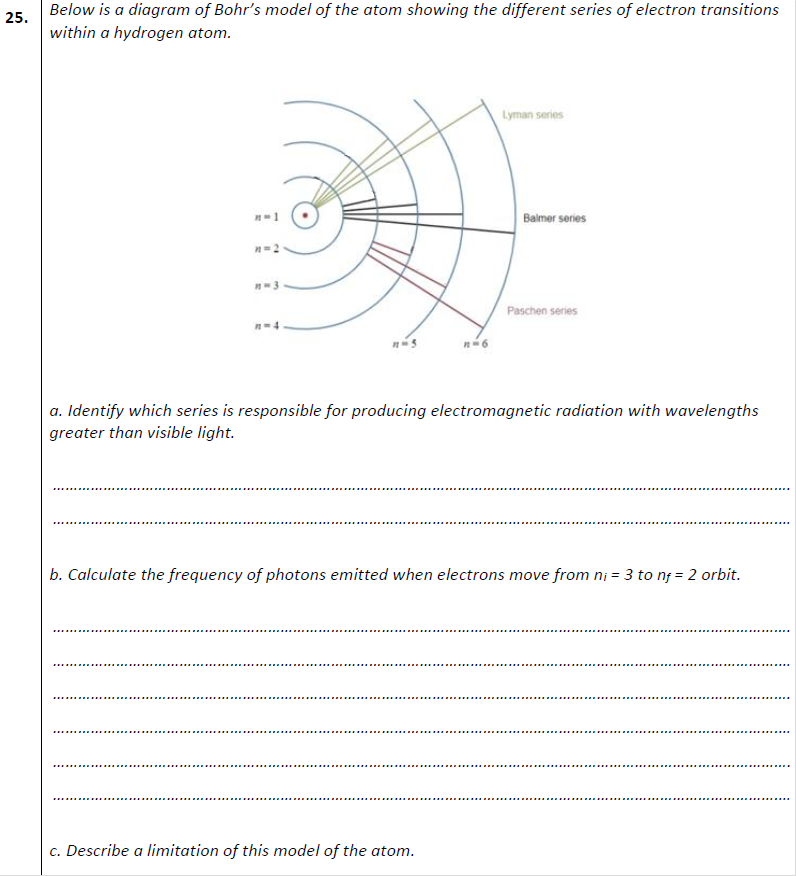 25.
Below is a diagram of Bohr's model of the atom showing the different series of electron transitions
within a hydrogen atom.
Lyman series
n = 1
Balmer series
n = 2
n = 3
Paschen series
n = 4
n = 5
n = 6
a. Identify which series is responsible for producing electromagnetic radiation with wavelengths
greater than visible light.
b. Calculate the frequency of photons emitted when electrons move from nᵢ = 3 to n_f = 2 orbit.
c. Describe a limitation of this model of the atom.